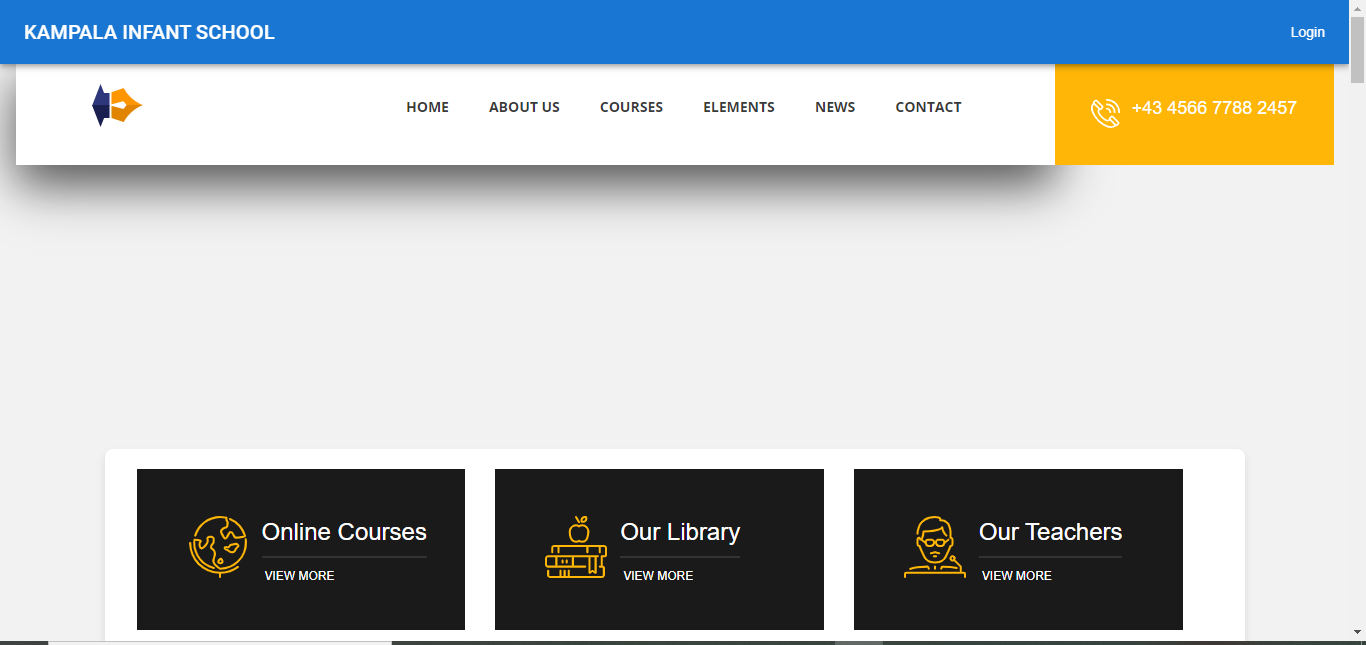 KAMPALA INFANT SCHOOL
Login
HOME
ABOUT US
COURSES
ELEMENTS
NEWS
CONTACT
+43 4566 7788 2457
Online Courses
VIEW MORE
Our Library
VIEW MORE
Our Teachers
VIEW MORE